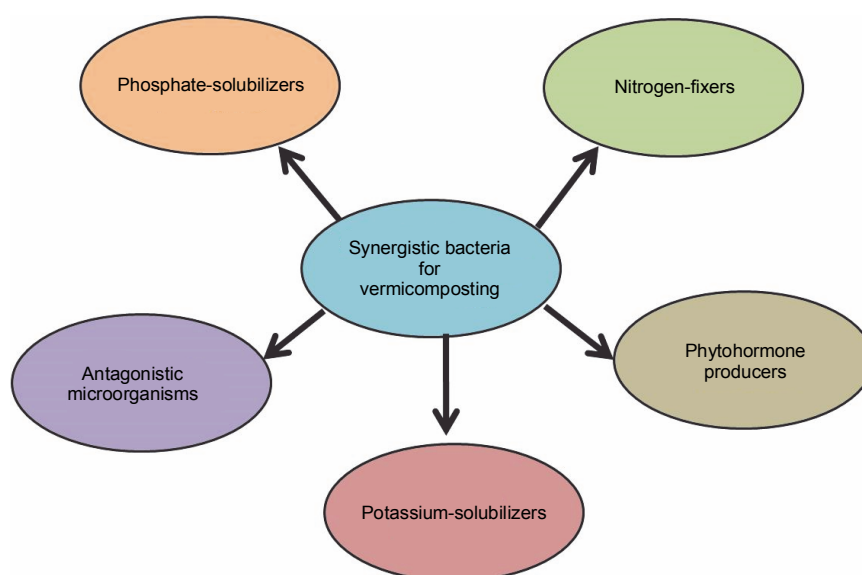 Phosphate-solubilizers
Nitrogen-fixers
Synergistic bacteria
for
vermicomposting
Antagonistic
microorganisms
Phytohormone
producers
Potassium-solubilizers